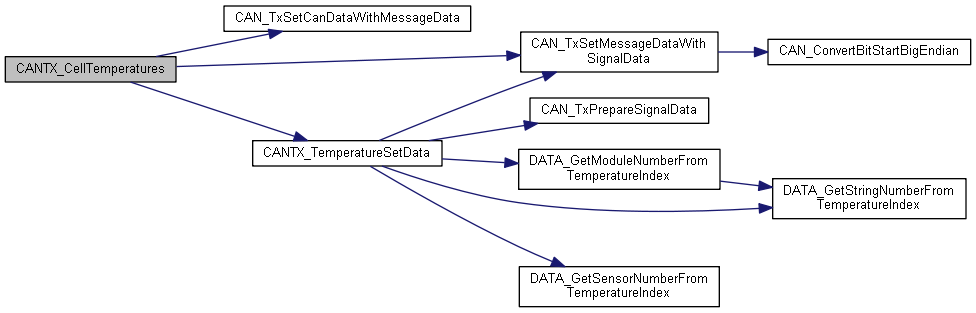 CAN_TxSetCanDataWithMessageData
CAN_TxSetMessageDataWith
SignalData
CAN_ConvertBitStartBigEndian
CANTX_CellTemperatures
CAN_TxPrepareSignalData
CANTX_TemperatureSetData
DATA_GetModuleNumberFrom
TemperatureIndex
DATA_GetStringNumberFrom
TemperatureIndex
DATA_GetSensorNumberFrom
TemperatureIndex